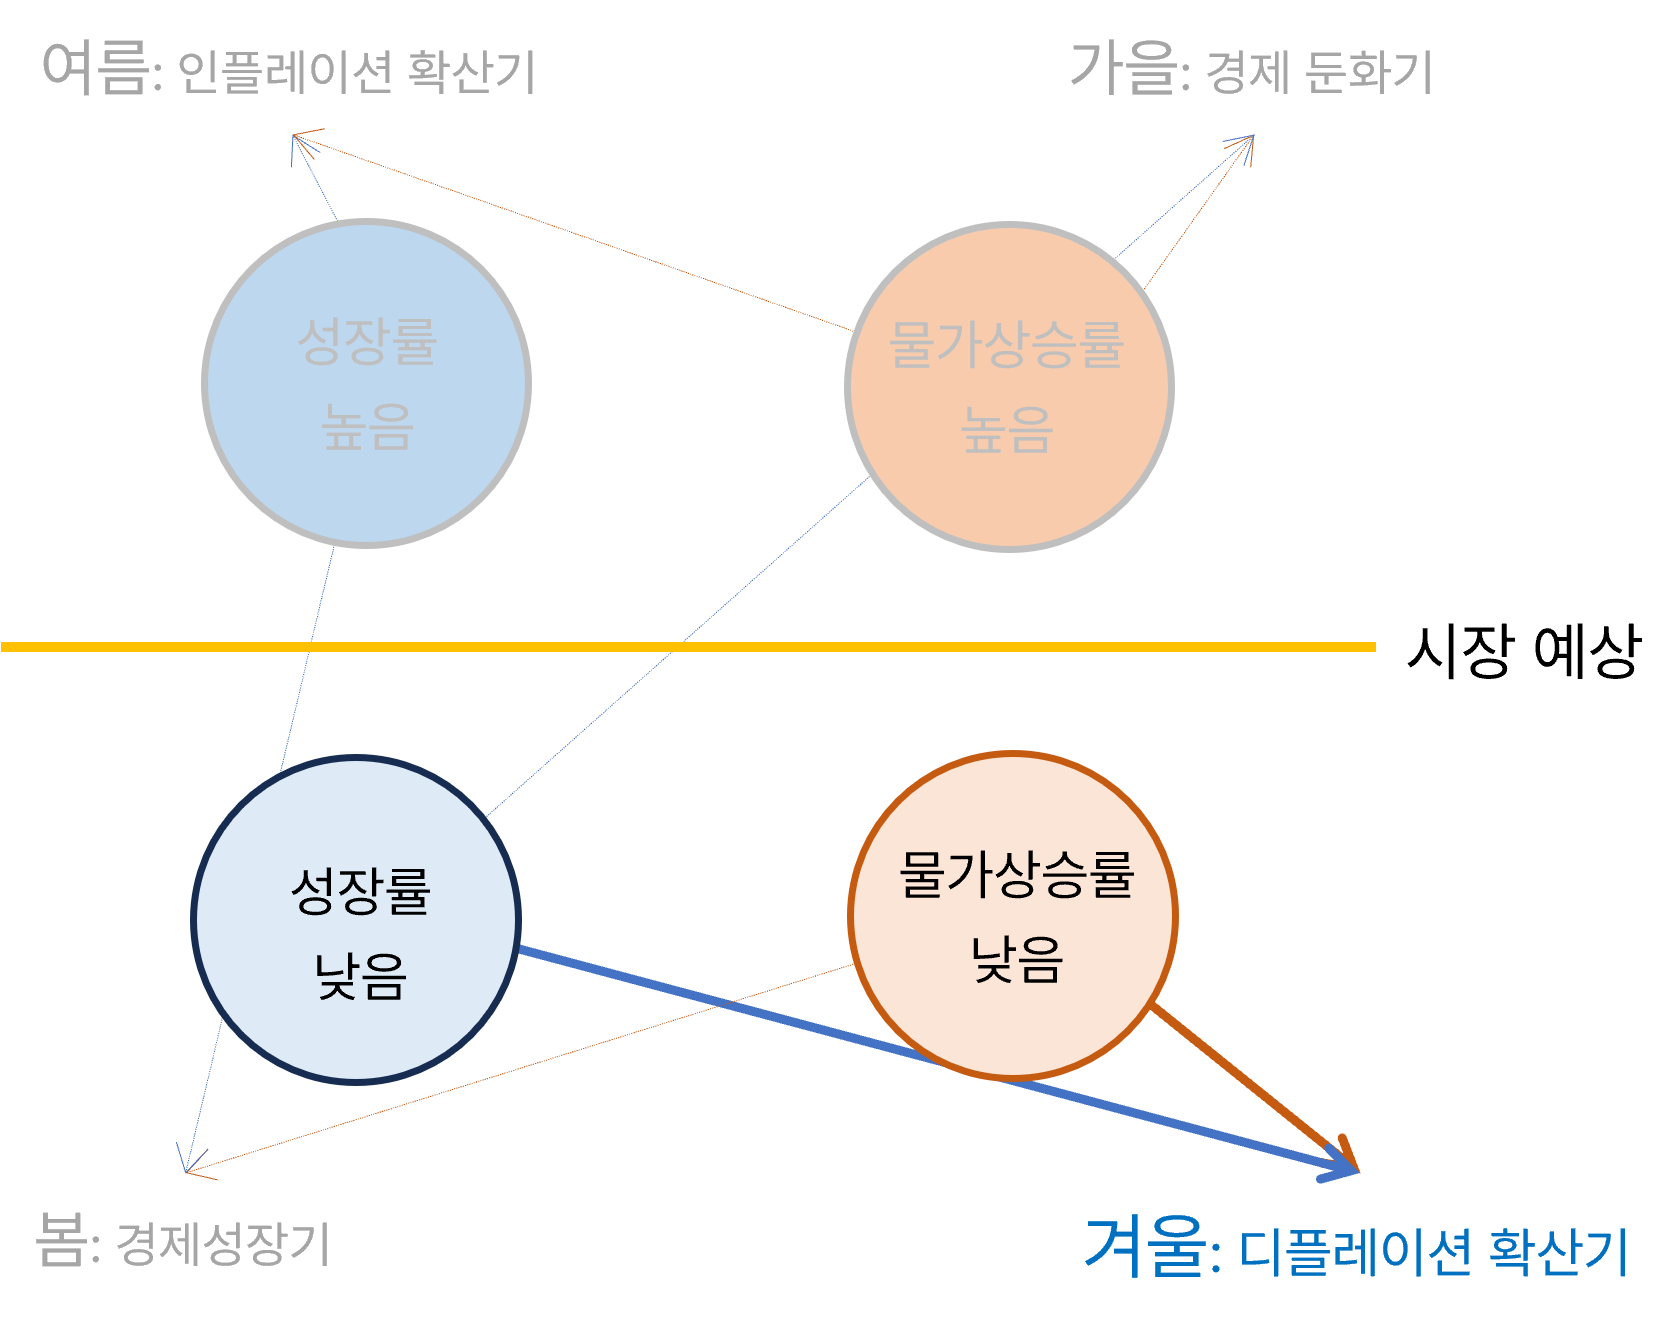 여름: 인플레이션 확산기
가을: 경제 둔화기
성장률
높음
물가상승률
높음
시장 예상
성장률
낮음
물가상승률
낮음
봄: 경제성장기
겨울: 디플레이션 확산기